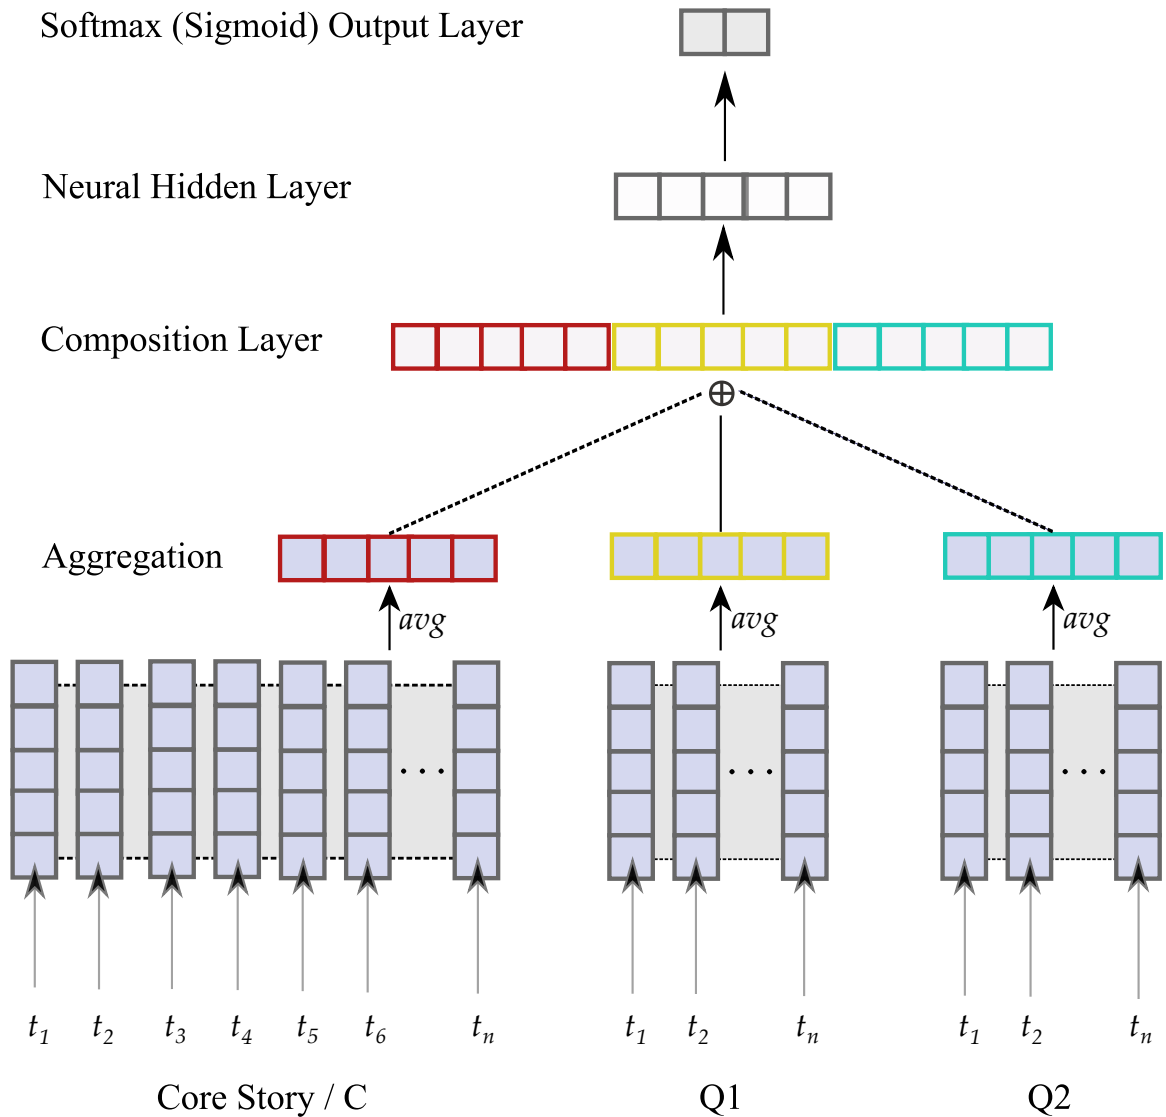 Softmax (Sigmoid) Output Layer
Neural Hidden Layer
Composition Layer
⊕
Aggregation
avg avg avg
. . . . . . . . .
t1 t2 t3 t4 t5 t6 tn t1 t2 tn t1 t2 tn
Core Story / C Q1 Q2